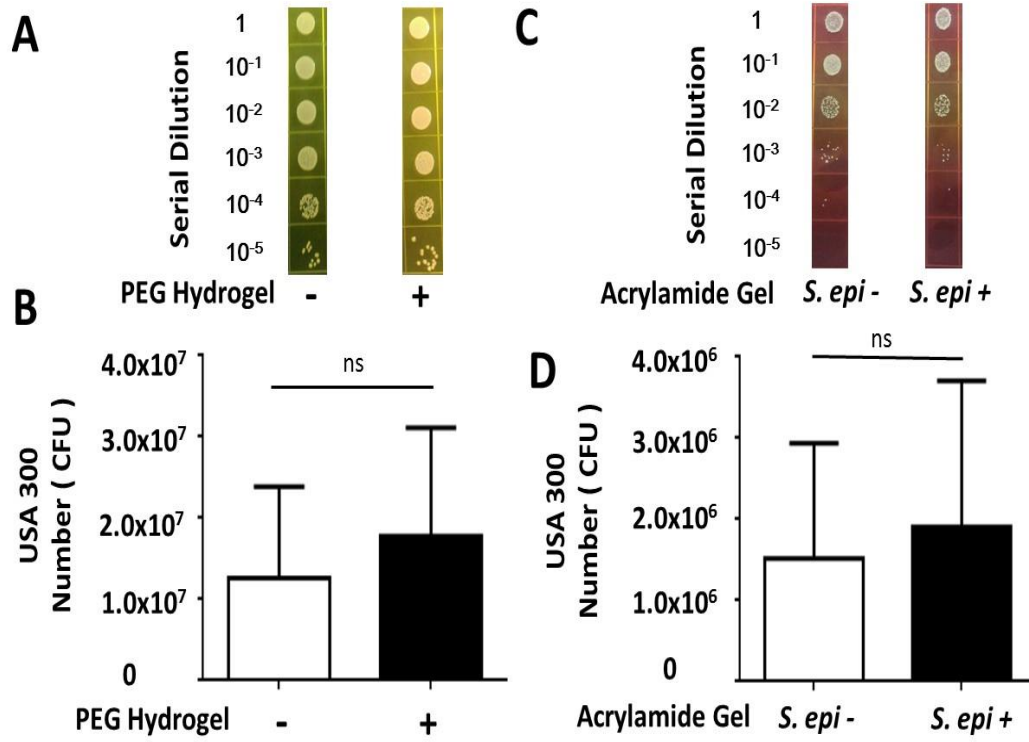 A
Serial Dilution
1
10⁻¹
10⁻²
10⁻³
10⁻⁴
10⁻⁵
PEG Hydrogel - +
C
Serial Dilution
1
10⁻¹
10⁻²
10⁻³
10⁻⁴
10⁻⁵
Acrylamide Gel S. epi - S. epi +
B
USA 300
Number ( CFU )
4.0x10⁷
3.0x10⁷
2.0x10⁷
1.0x10⁷
0
ns
PEG Hydrogel - +
D
USA 300
Number ( CFU )
4.0x10⁶
3.0x10⁶
2.0x10⁶
1.0x10⁶
0
ns
Acrylamide Gel S. epi - S. epi +